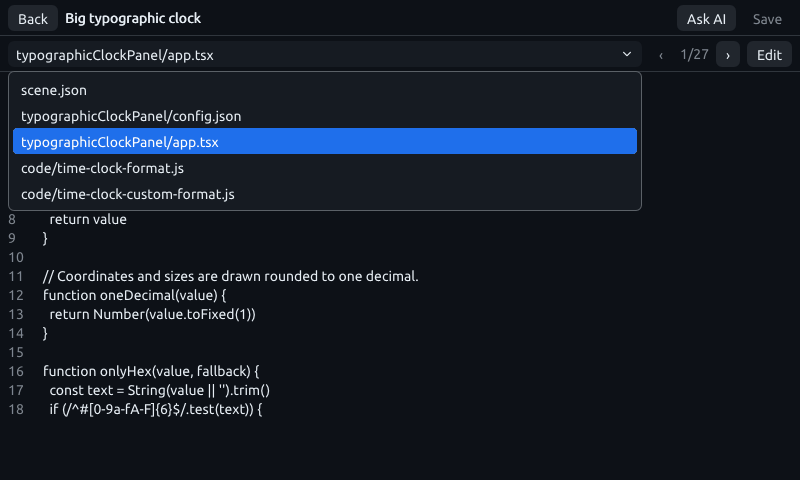 Back Big typographic clock Ask AI Save
typographicClockPanel/app.tsx ‹ 1/27 › Edit
scene.json
typographicClockPanel/config.json
typographicClockPanel/app.tsx
code/time-clock-format.js
code/time-clock-custom-format.js
8 return value
9 }
10
11 // Coordinates and sizes are drawn rounded to one decimal.
12 function oneDecimal(value) {
13 return Number(value.toFixed(1))
14 }
15
16 function onlyHex(value, fallback) {
17 const text = String(value || '').trim()
18 if (/^#[0-9a-fA-F]{6}$/.test(text)) {